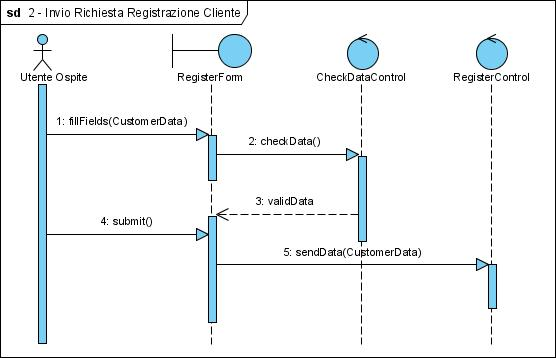 sd 2 - Invio Richiesta Registrazione Cliente
Utente Ospite RegisterForm CheckDataControl RegisterControl
1: fillFields(CustomerData)
2: checkData()
3: validData
4: submit()
5: sendData(CustomerData)